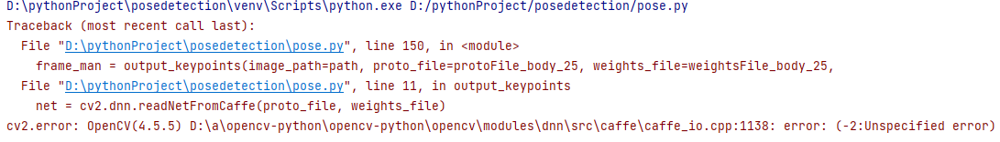 D:\pythonProject\posedetection\venv\Scripts\python.exe D:/pythonProject/posedetection/pose.py
Traceback (most recent call last):
  File "D:\pythonProject\posedetection\pose.py", line 150, in <module>
    frame_man = output_keypoints(image_path=path, proto_file=protoFile_body_25, weights_file=weightsFile_body_25,
  File "D:\pythonProject\posedetection\pose.py", line 11, in output_keypoints
    net = cv2.dnn.readNetFromCaffe(proto_file, weights_file)
cv2.error: OpenCV(4.5.5) D:\a\opencv-python\opencv-python\opencv\modules\dnn\src\caffe\caffe_io.cpp:1138: error: (-2:Unspecified error)